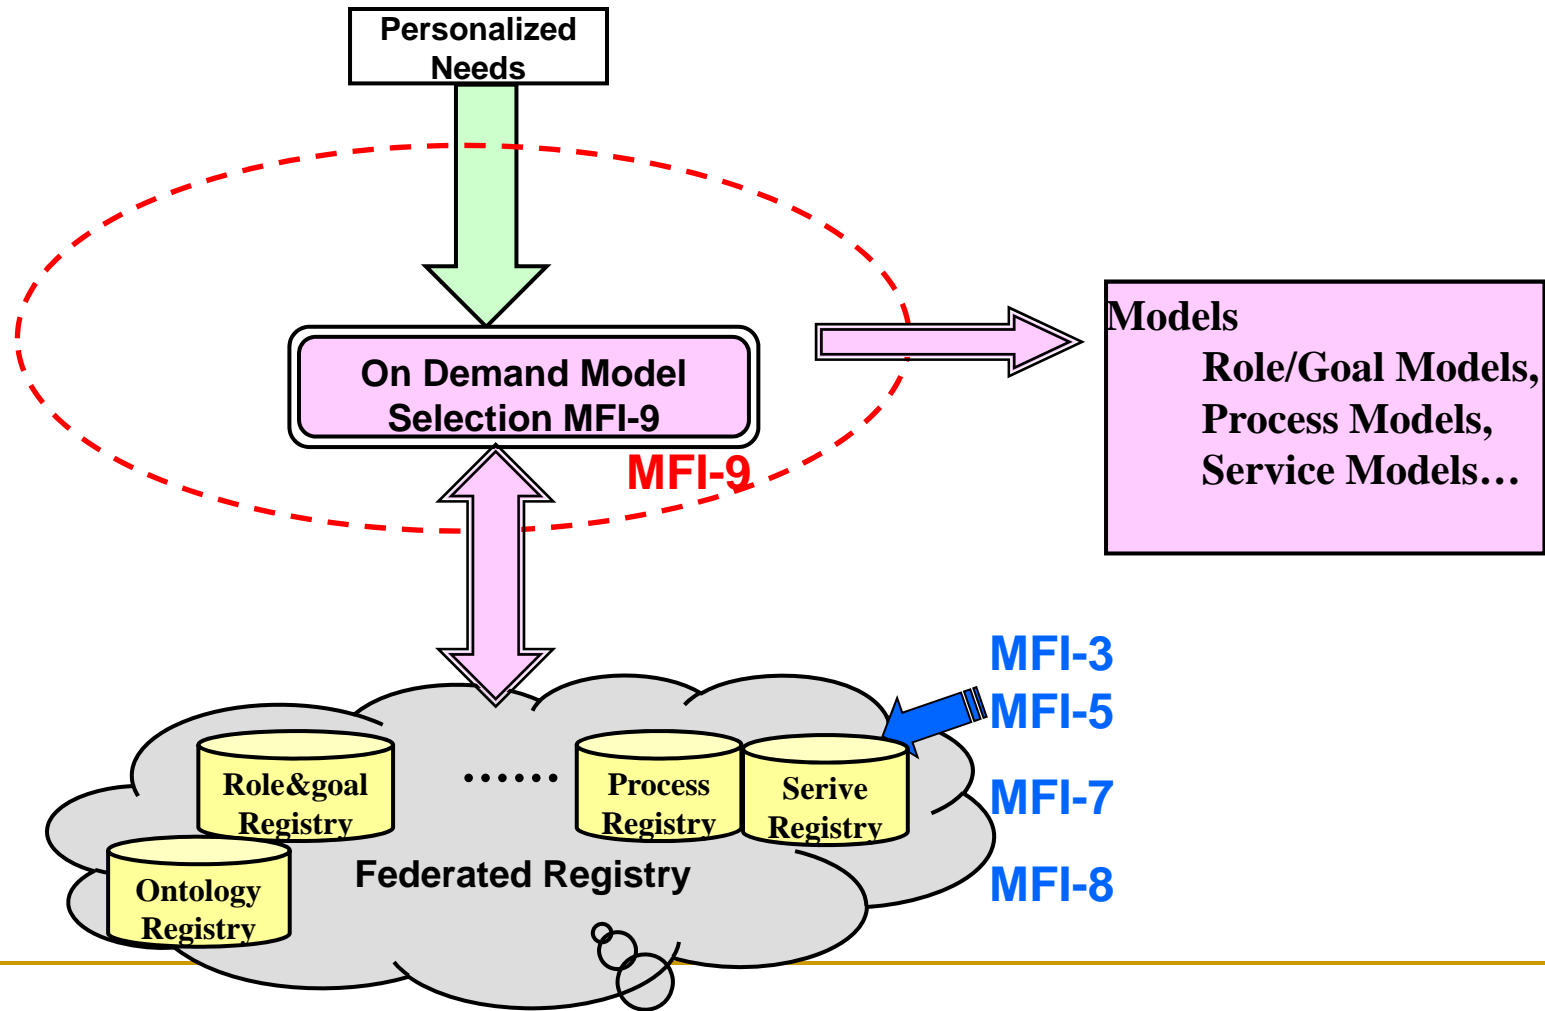 Personalized
Needs
On Demand Model
Selection MFI-9
MFI-9
Models
Role/Goal Models,
Process Models,
Service Models…
MFI-3
MFI-5
MFI-7
MFI-8
Role&goal
Registry
······
Process
Registry
Serive
Registry
Ontology
Registry
Federated Registry